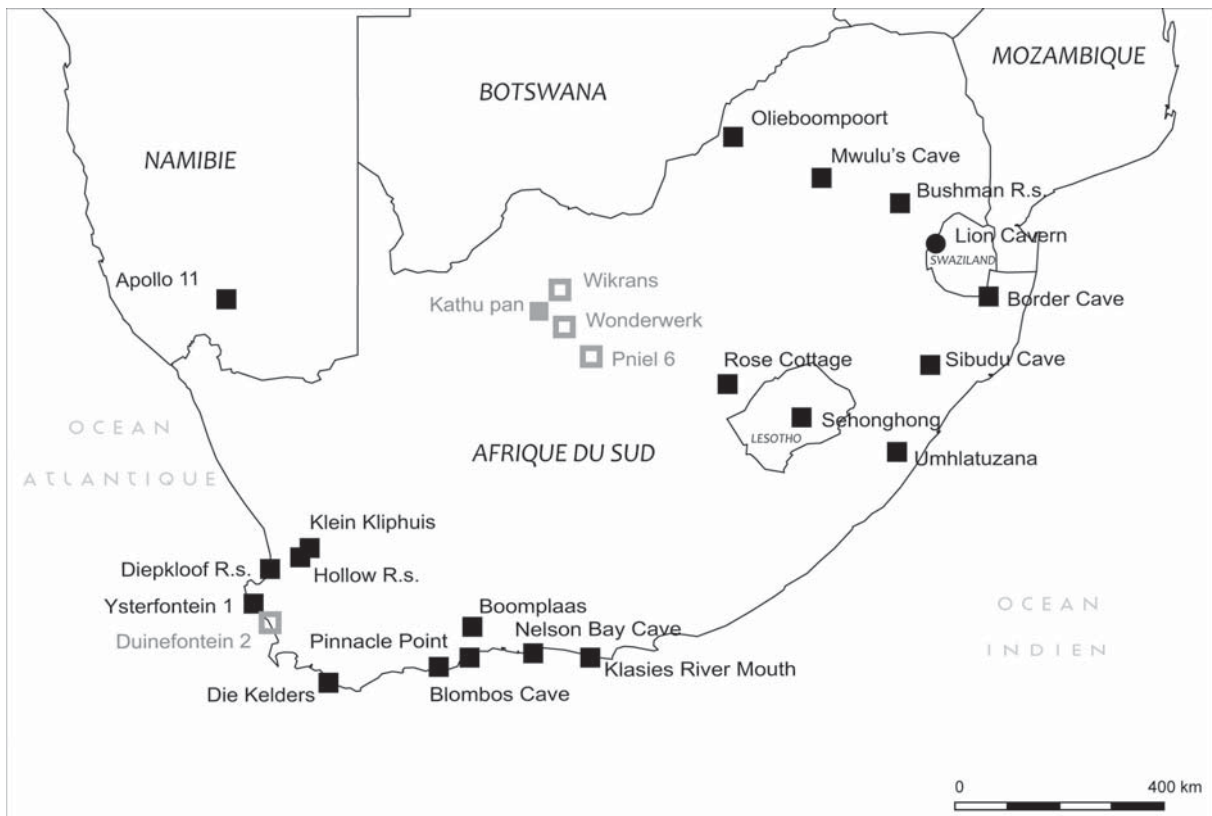 MOZAMBIQUE
BOTSWANA
Olieboompoort
NAMIBIE
Mwulu's Cave
Bushman R.s.
Lion Cavern
SWAZILAND
Apollo 11
Wikrans
Kathu pan
Border Cave
Wonderwerk
Pniel 6
Rose Cottage
Sibudu Cave
Sehonghong
OCEAN
ATLANTIQUE
LESOTHO
AFRIQUE DU SUD
Umhlatuzana
Klein Kliphuis
Diepkloof R.s.
Hollow R.s.
Ysterfontein 1
Boomplaas
OCEAN
INDIEN
Duinefontein 2
Pinnacle Point
Nelson Bay Cave
Klasies River Mouth
Die Kelders
Blombos Cave
0 400 km